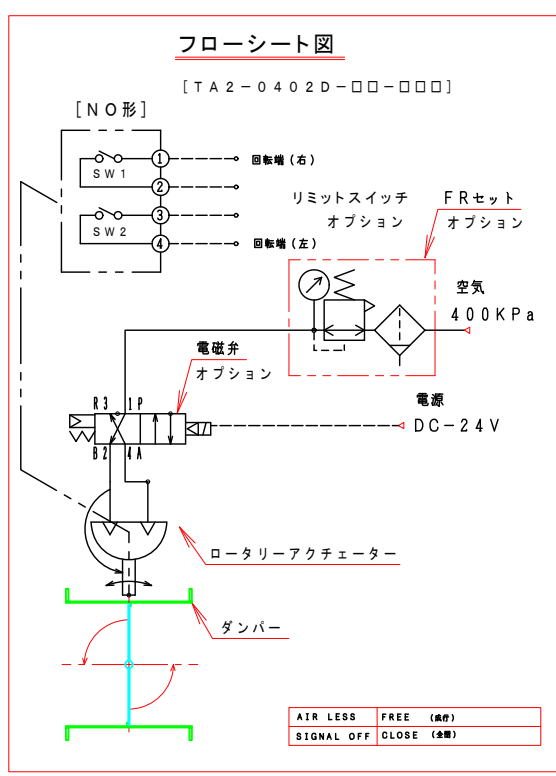 フローシート図
[TA2-0402D-□□-□□□]
[NO形]
SW1
1
2
SW2
3
4
回転端(右)
回転端(左)
リミットスイッチ
オプション
FRセット
オプション
空気
400KPa
電磁弁
オプション
電源
DC-24V
R3 1P
B2 4A
ロータリーアクチェーター
ダンパー
AIR LESS FREE (成行)
SIGNAL OFF CLOSE (全閉)